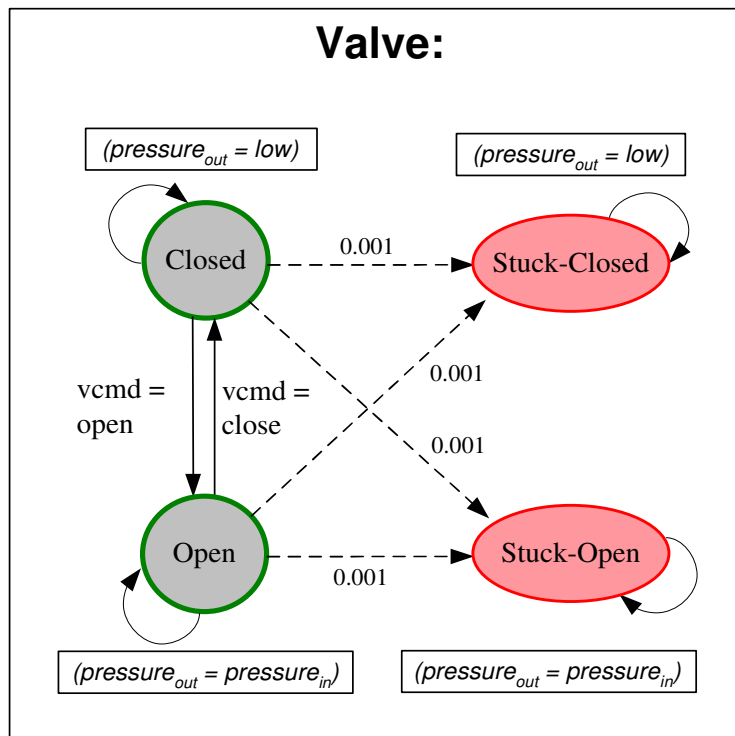 Valve:
(pressure_out = low)
(pressure_out = low)
Closed
0.001
Stuck-Closed
vcmd =
open
vcmd =
close
0.001
0.001
Open
0.001
Stuck-Open
(pressure_out = pressure_in)
(pressure_out = pressure_in)